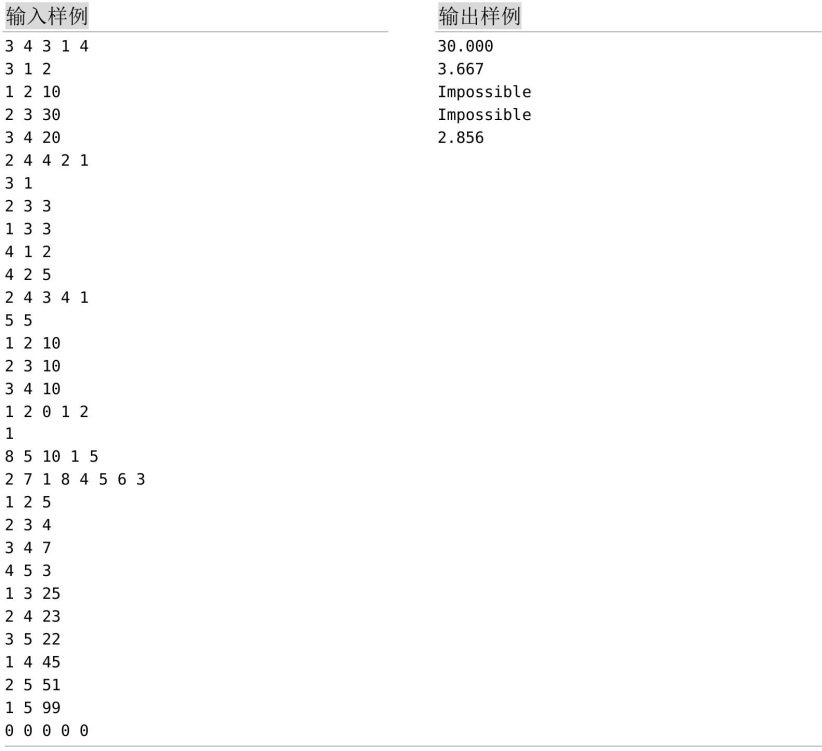 输入样例
3 4 3 1 4
3 1 2
1 2 10
2 3 30
3 4 20
2 4 4 2 1
3 1
2 3 3
1 3 3
4 1 2
4 2 5
2 4 3 4 1
5 5
1 2 10
2 3 10
3 4 10
1 2 0 1 2
1
8 5 10 1 5
2 7 1 8 4 5 6 3
1 2 5
2 3 4
3 4 7
4 5 3
1 3 25
2 4 23
3 5 22
1 4 45
2 5 51
1 5 99
0 0 0 0 0
输出样例
30.000
3.667
Impossible
Impossible
2.856